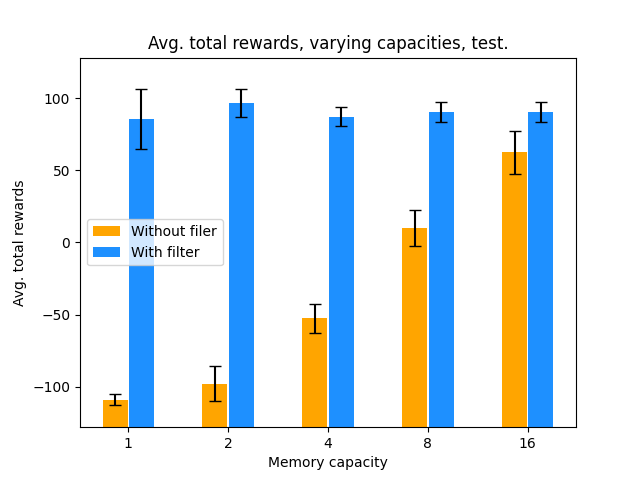 Avg. total rewards, varying capacities, test.
100
50
0
−50
−100
Avg. total rewards
Without filer
With filter
1 2 4 8 16
Memory capacity